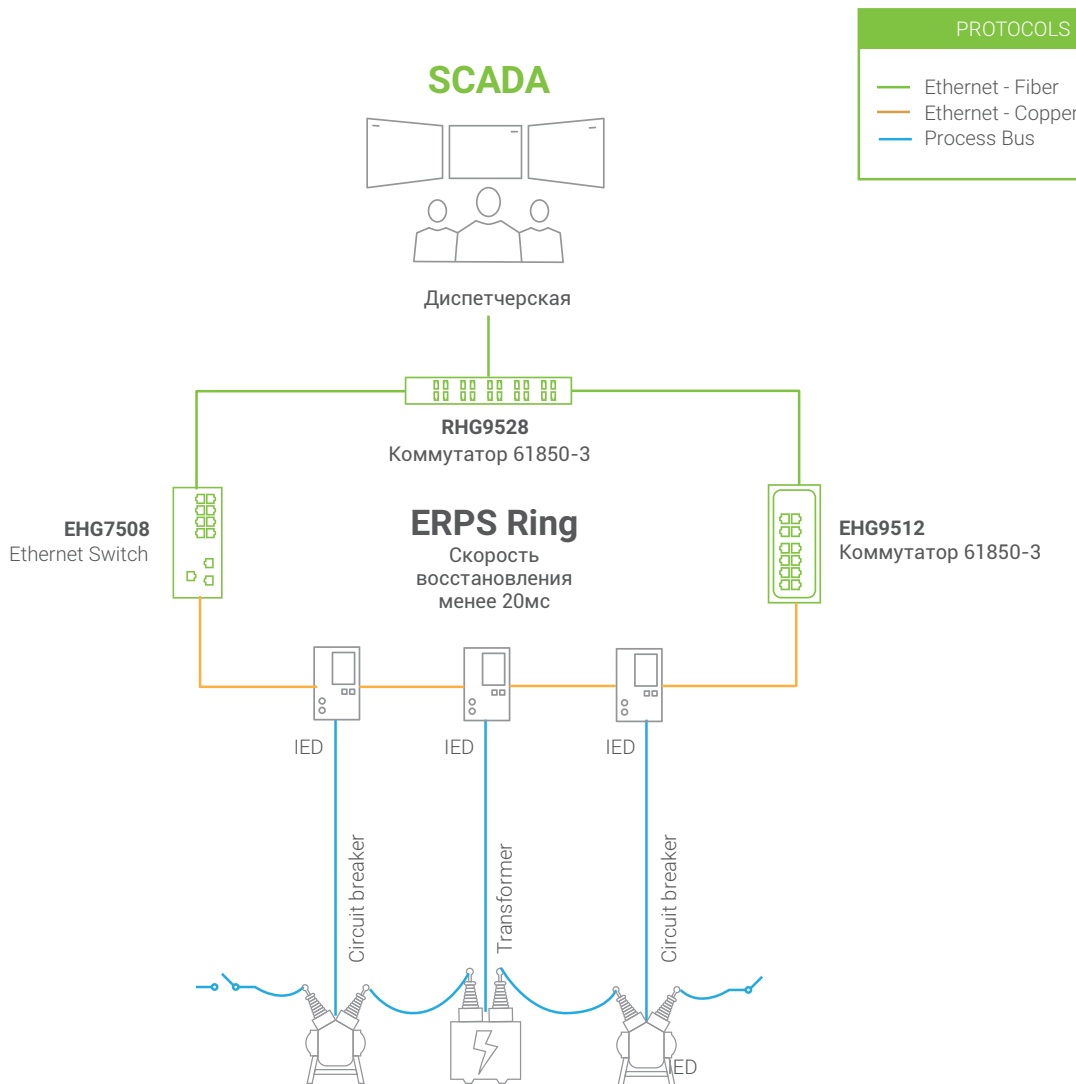 PROTOCOLS
Ethernet - Fiber
Ethernet - Copper
Process Bus
SCADA
Диспетчерская
RHG9528
Коммутатор 61850-3
EHG7508
Ethernet Switch
ERPS Ring
Скорость
восстановления
менее 20мс
EHG9512
Коммутатор 61850-3
IED
IED
IED
Circuit breaker
Transformer
Circuit breaker
IED